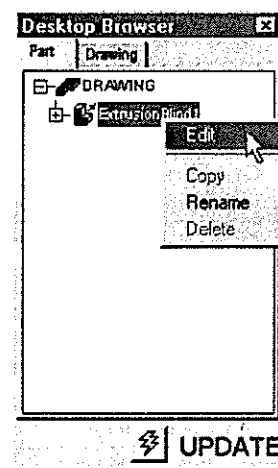 Desktop Browser
Part Drawing
DRAWING
ExtrusionBlind1
Edit
Copy
Rename
Delete
UPDATE